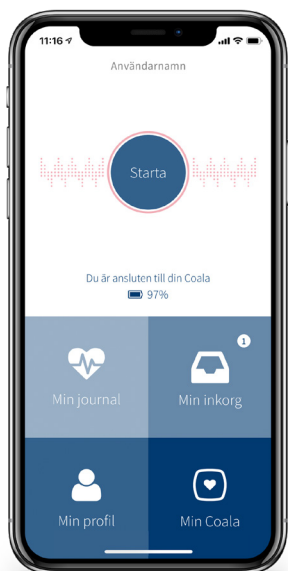 11:16
Användarnamn
Starta
Du är ansluten till din Coala
97%
1
Min journal
Min inkorg
Min profil
Min Coala